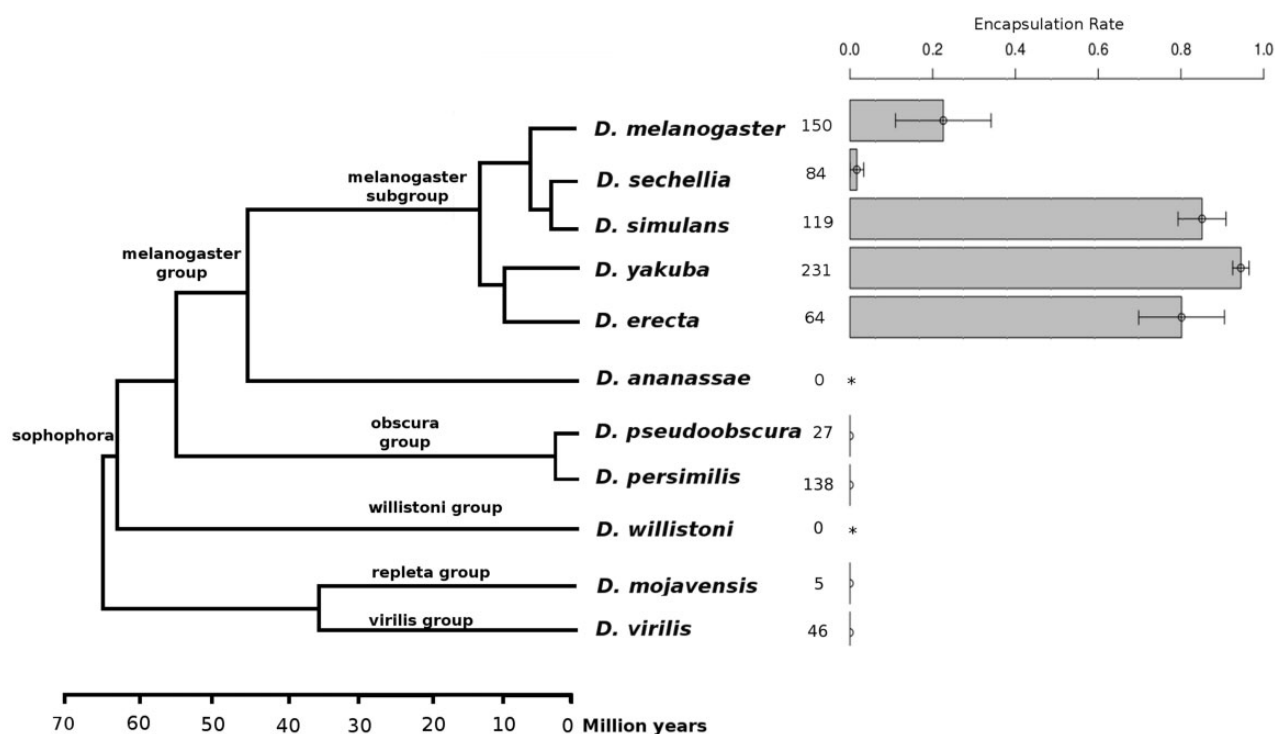 Encapsulation Rate
0.0 0.2 0.4 0.6 0.8 1.0
D. melanogaster 150
melanogaster
subgroup
D. sechellia 84
D. simulans 119
melanogaster
group
D. yakuba 231
D. erecta 64
D. ananassae 0 *
sophophora
obscura
group
D. pseudoobscura 27
D. persimilis 138
willistoni group
D. willistoni 0 *
repleta group
D. mojavensis 5
virilis group
D. virilis 46
70 60 50 40 30 20 10 0 Million years